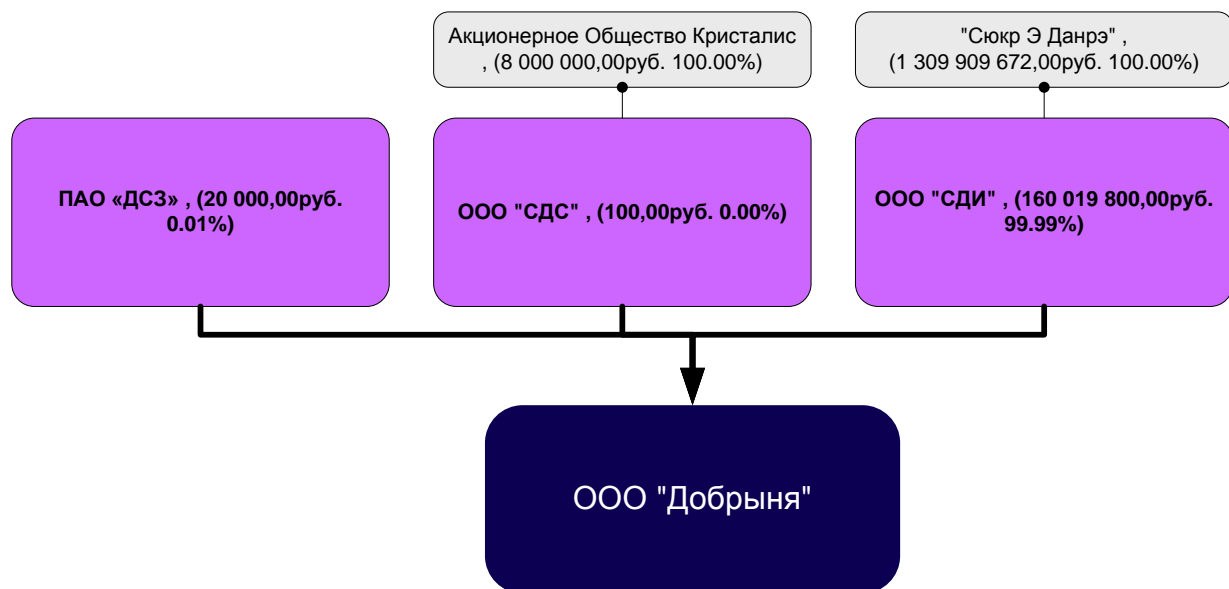 Акционерное Общество Кристалис
, (8 000 000,00руб. 100.00%)
"Сюкр Э Данрэ" ,
(1 309 909 672,00руб. 100.00%)
ПАО «ДСЗ» , (20 000,00руб.
0.01%)
ООО "СДС" , (100,00руб. 0.00%)
ООО "СДИ" , (160 019 800,00руб.
99.99%)
ООО "Добрыня"